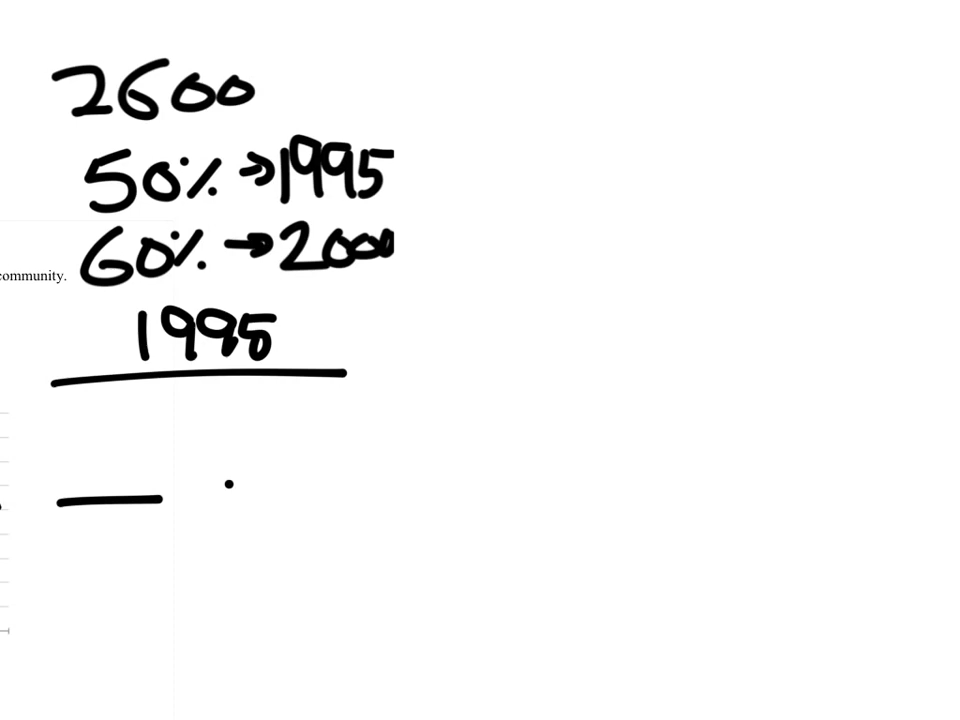 2600
50% → 1995
60% → 2000
community.
1995